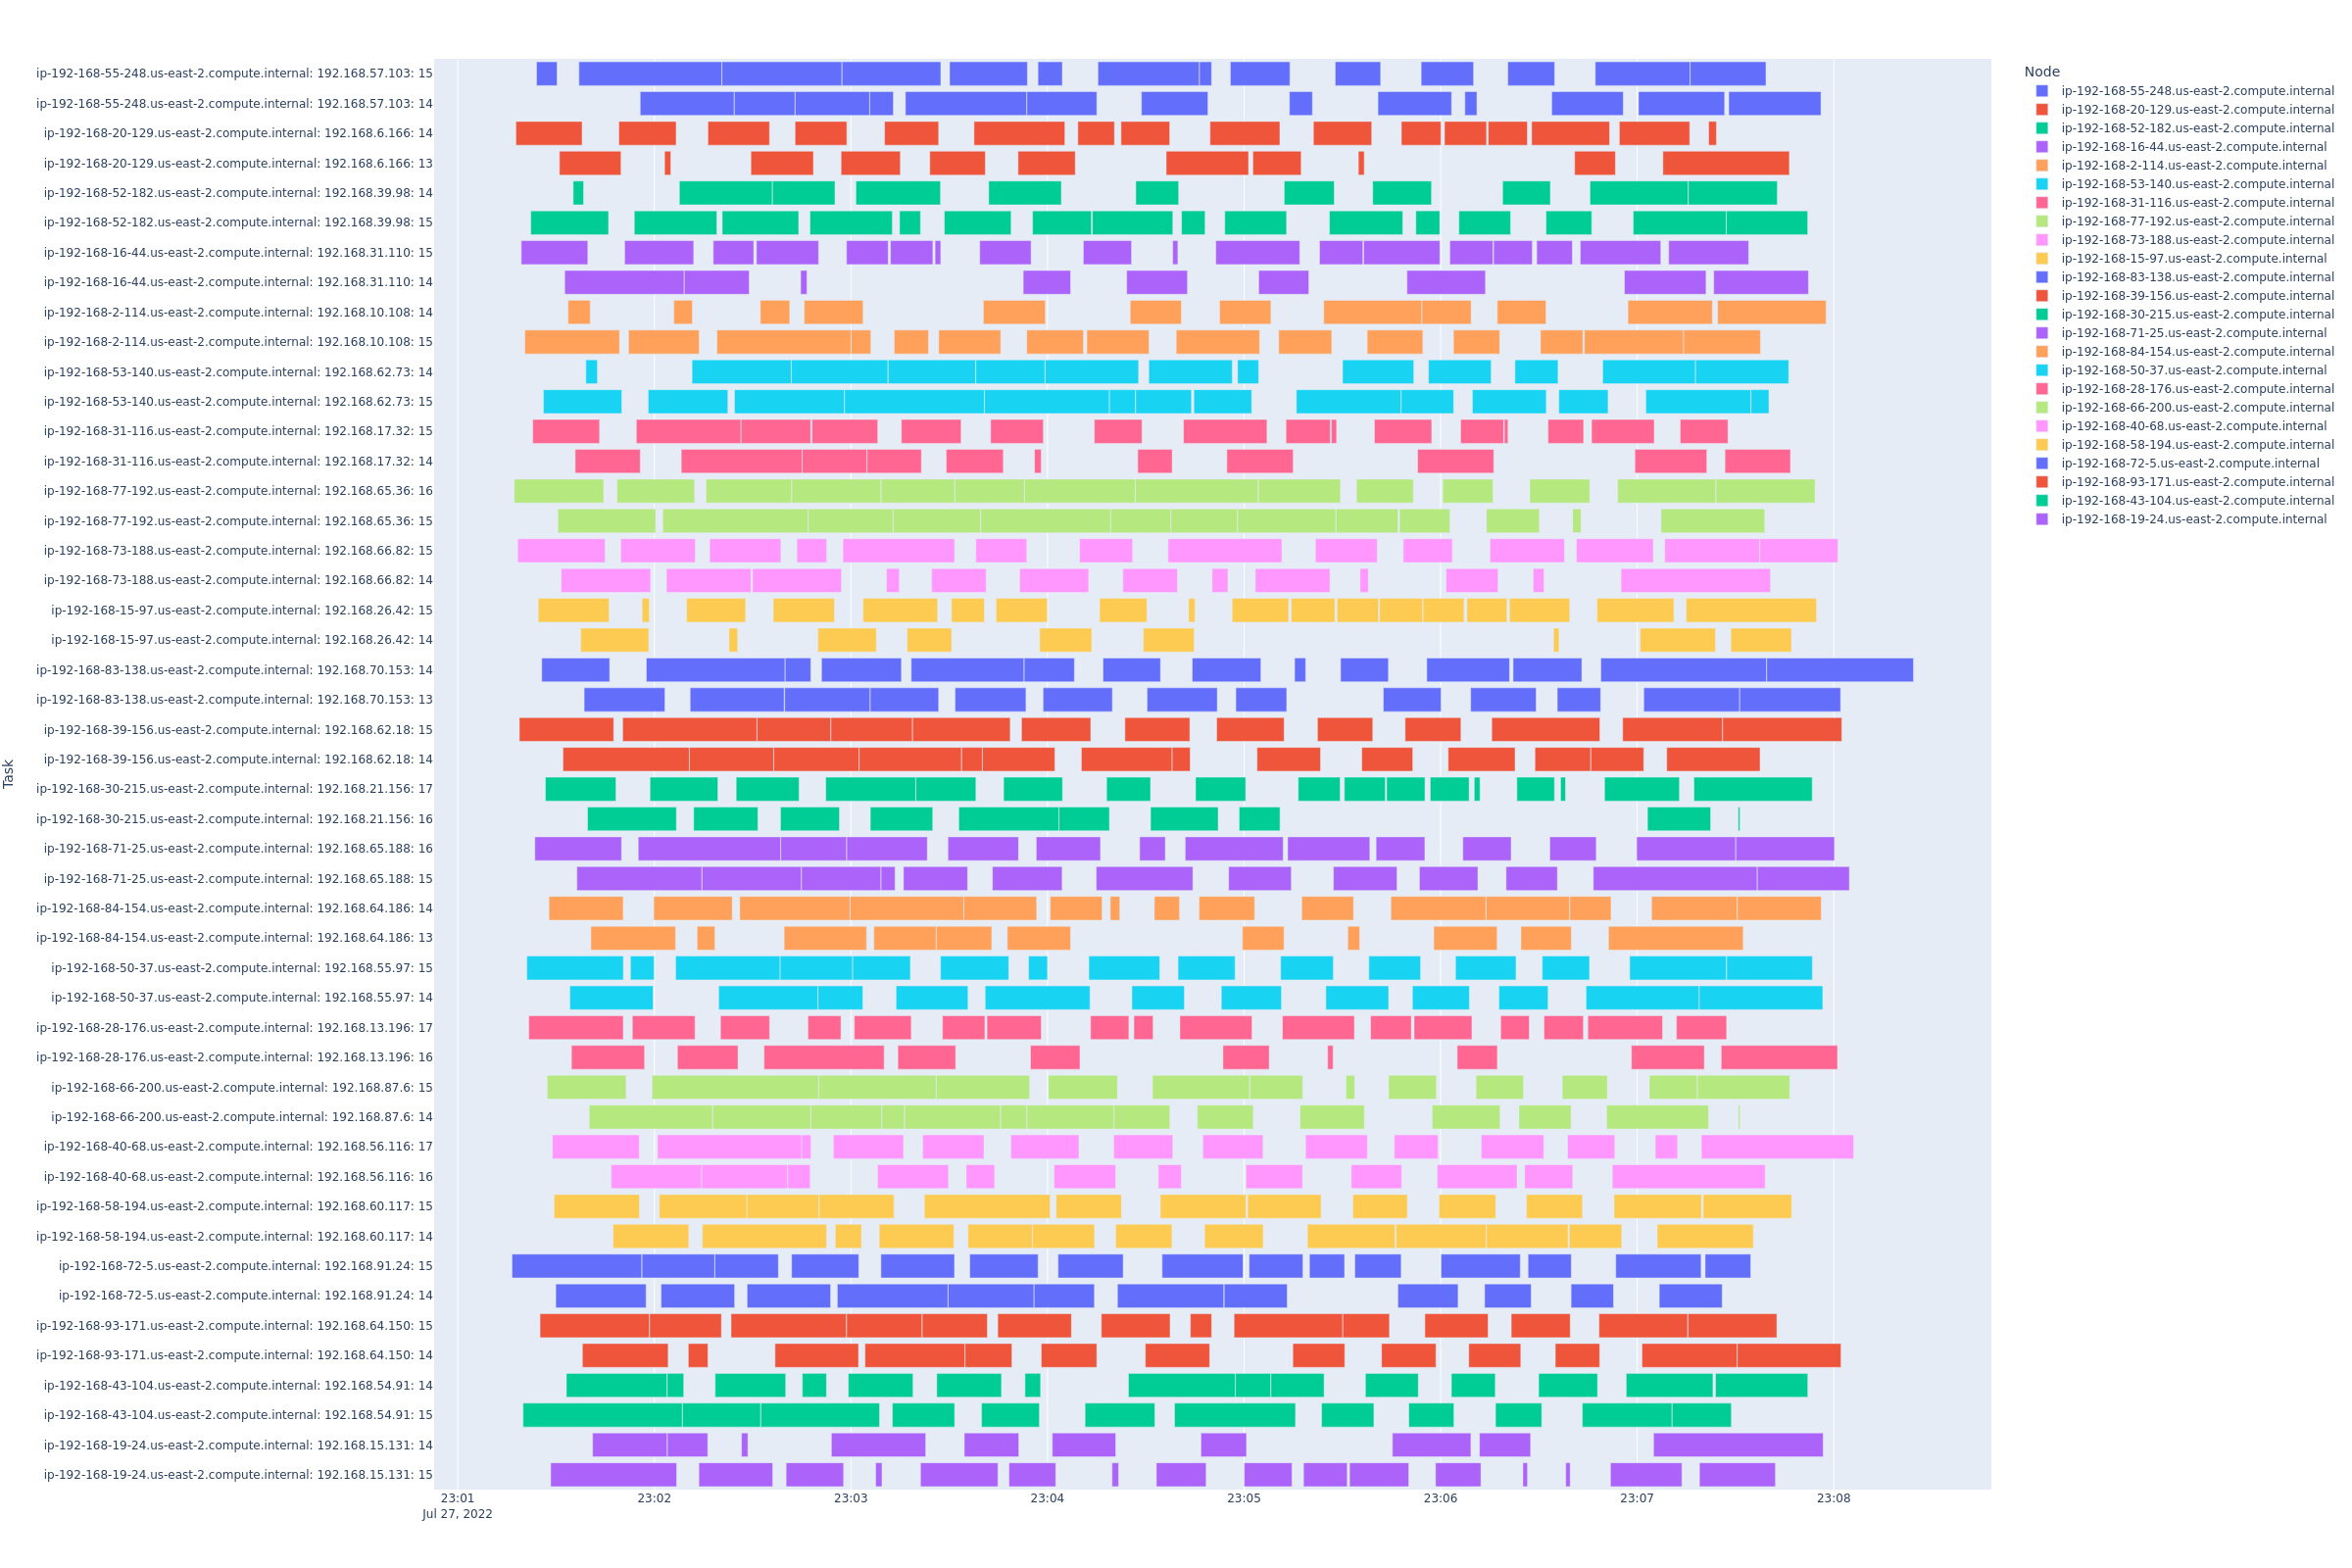 ip-192-168-55-248.us-east-2.compute.internal: 192.168.57.103: 15
ip-192-168-55-248.us-east-2.compute.internal: 192.168.57.103: 14
ip-192-168-20-129.us-east-2.compute.internal: 192.168.6.166: 14
ip-192-168-20-129.us-east-2.compute.internal: 192.168.6.166: 13
ip-192-168-52-182.us-east-2.compute.internal: 192.168.39.98: 14
ip-192-168-52-182.us-east-2.compute.internal: 192.168.39.98: 15
ip-192-168-16-44.us-east-2.compute.internal: 192.168.31.110: 15
ip-192-168-16-44.us-east-2.compute.internal: 192.168.31.110: 14
ip-192-168-2-114.us-east-2.compute.internal: 192.168.10.108: 14
ip-192-168-2-114.us-east-2.compute.internal: 192.168.10.108: 15
ip-192-168-53-140.us-east-2.compute.internal: 192.168.62.73: 14
ip-192-168-53-140.us-east-2.compute.internal: 192.168.62.73: 15
ip-192-168-31-116.us-east-2.compute.internal: 192.168.17.32: 15
ip-192-168-31-116.us-east-2.compute.internal: 192.168.17.32: 14
ip-192-168-77-192.us-east-2.compute.internal: 192.168.65.36: 16
ip-192-168-77-192.us-east-2.compute.internal: 192.168.65.36: 15
ip-192-168-73-188.us-east-2.compute.internal: 192.168.66.82: 15
ip-192-168-73-188.us-east-2.compute.internal: 192.168.66.82: 14
ip-192-168-15-97.us-east-2.compute.internal: 192.168.26.42: 15
ip-192-168-15-97.us-east-2.compute.internal: 192.168.26.42: 14
ip-192-168-83-138.us-east-2.compute.internal: 192.168.70.153: 14
ip-192-168-83-138.us-east-2.compute.internal: 192.168.70.153: 13
ip-192-168-39-156.us-east-2.compute.internal: 192.168.62.18: 15
ip-192-168-39-156.us-east-2.compute.internal: 192.168.62.18: 14
ip-192-168-30-215.us-east-2.compute.internal: 192.168.21.156: 17
ip-192-168-30-215.us-east-2.compute.internal: 192.168.21.156: 16
ip-192-168-71-25.us-east-2.compute.internal: 192.168.65.188: 16
ip-192-168-71-25.us-east-2.compute.internal: 192.168.65.188: 15
ip-192-168-84-154.us-east-2.compute.internal: 192.168.64.186: 14
ip-192-168-84-154.us-east-2.compute.internal: 192.168.64.186: 13
ip-192-168-50-37.us-east-2.compute.internal: 192.168.55.97: 15
ip-192-168-50-37.us-east-2.compute.internal: 192.168.55.97: 14
ip-192-168-28-176.us-east-2.compute.internal: 192.168.13.196: 17
ip-192-168-28-176.us-east-2.compute.internal: 192.168.13.196: 16
ip-192-168-66-200.us-east-2.compute.internal: 192.168.87.6: 15
ip-192-168-66-200.us-east-2.compute.internal: 192.168.87.6: 14
ip-192-168-40-68.us-east-2.compute.internal: 192.168.56.116: 17
ip-192-168-40-68.us-east-2.compute.internal: 192.168.56.116: 16
ip-192-168-58-194.us-east-2.compute.internal: 192.168.60.117: 15
ip-192-168-58-194.us-east-2.compute.internal: 192.168.60.117: 14
ip-192-168-72-5.us-east-2.compute.internal: 192.168.91.24: 15
ip-192-168-72-5.us-east-2.compute.internal: 192.168.91.24: 14
ip-192-168-93-171.us-east-2.compute.internal: 192.168.64.150: 15
ip-192-168-93-171.us-east-2.compute.internal: 192.168.64.150: 14
ip-192-168-43-104.us-east-2.compute.internal: 192.168.54.91: 14
ip-192-168-43-104.us-east-2.compute.internal: 192.168.54.91: 15
ip-192-168-19-24.us-east-2.compute.internal: 192.168.15.131: 14
ip-192-168-19-24.us-east-2.compute.internal: 192.168.15.131: 15
Task
23:01 23:02 23:03 23:04 23:05 23:06 23:07 23:08
Jul 27, 2022
Node
ip-192-168-55-248.us-east-2.compute.internal
ip-192-168-20-129.us-east-2.compute.internal
ip-192-168-52-182.us-east-2.compute.internal
ip-192-168-16-44.us-east-2.compute.internal
ip-192-168-2-114.us-east-2.compute.internal
ip-192-168-53-140.us-east-2.compute.internal
ip-192-168-31-116.us-east-2.compute.internal
ip-192-168-77-192.us-east-2.compute.internal
ip-192-168-73-188.us-east-2.compute.internal
ip-192-168-15-97.us-east-2.compute.internal
ip-192-168-83-138.us-east-2.compute.internal
ip-192-168-39-156.us-east-2.compute.internal
ip-192-168-30-215.us-east-2.compute.internal
ip-192-168-71-25.us-east-2.compute.internal
ip-192-168-84-154.us-east-2.compute.internal
ip-192-168-50-37.us-east-2.compute.internal
ip-192-168-28-176.us-east-2.compute.internal
ip-192-168-66-200.us-east-2.compute.internal
ip-192-168-40-68.us-east-2.compute.internal
ip-192-168-58-194.us-east-2.compute.internal
ip-192-168-72-5.us-east-2.compute.internal
ip-192-168-93-171.us-east-2.compute.internal
ip-192-168-43-104.us-east-2.compute.internal
ip-192-168-19-24.us-east-2.compute.internal